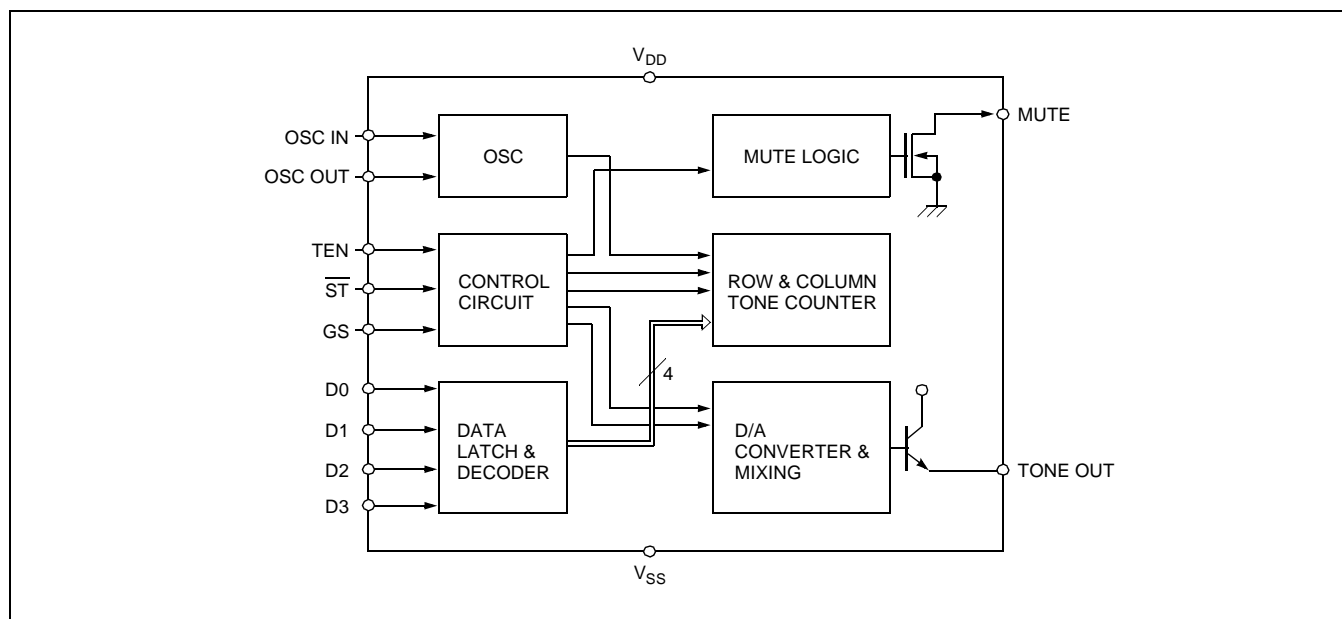 V_DD
OSC IN
OSC OUT
OSC
MUTE LOGIC
MUTE
TEN
S̅T̅
GS
CONTROL
CIRCUIT
ROW & COLUMN
TONE COUNTER
4
D0
D1
D2
D3
DATA
LATCH &
DECODER
D/A
CONVERTER &
MIXING
TONE OUT
V_SS